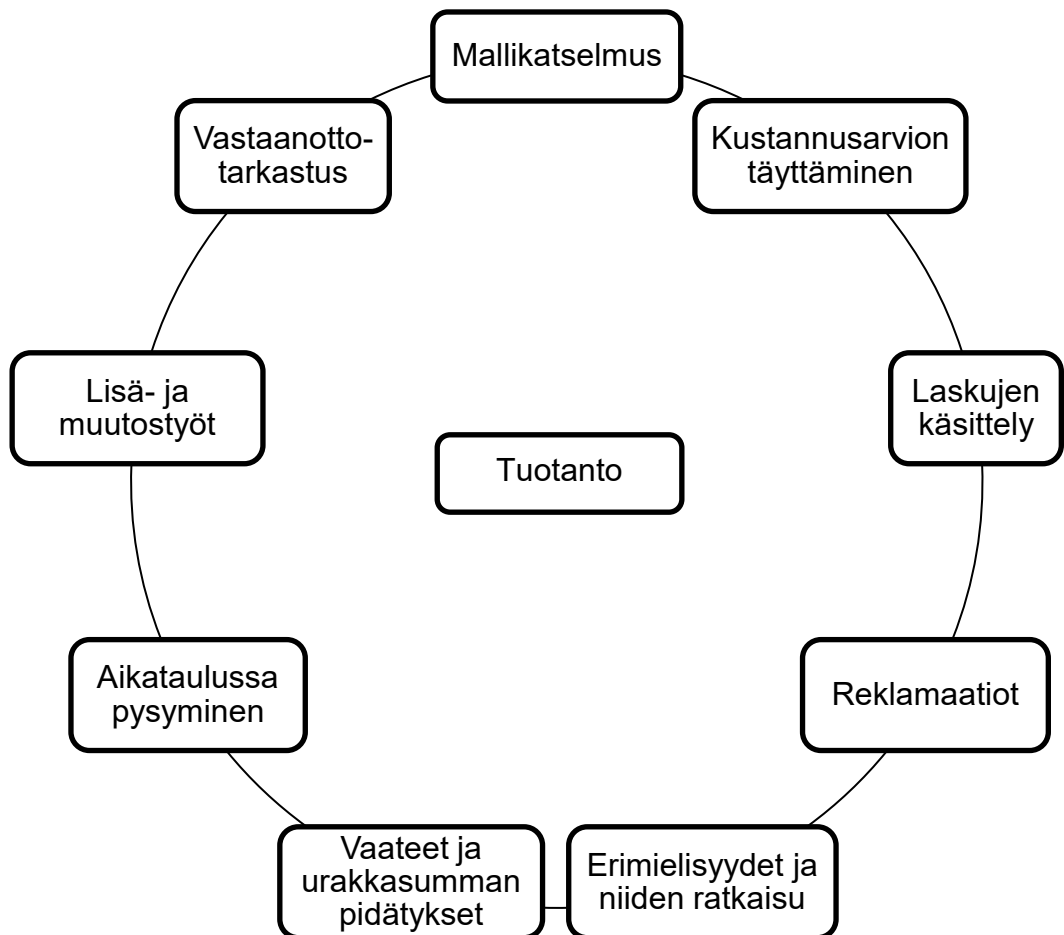 Mallikatselmus
Kustannusarvion
täyttäminen
Laskujen
käsittely
Reklamaatiot
Erimielisyydet ja
niiden ratkaisu
Vaateet ja
urakkasumman
pidätykset
Aikataulussa
pysyminen
Lisä- ja
muutostyöt
Vastaanotto-
tarkastus
Tuotanto